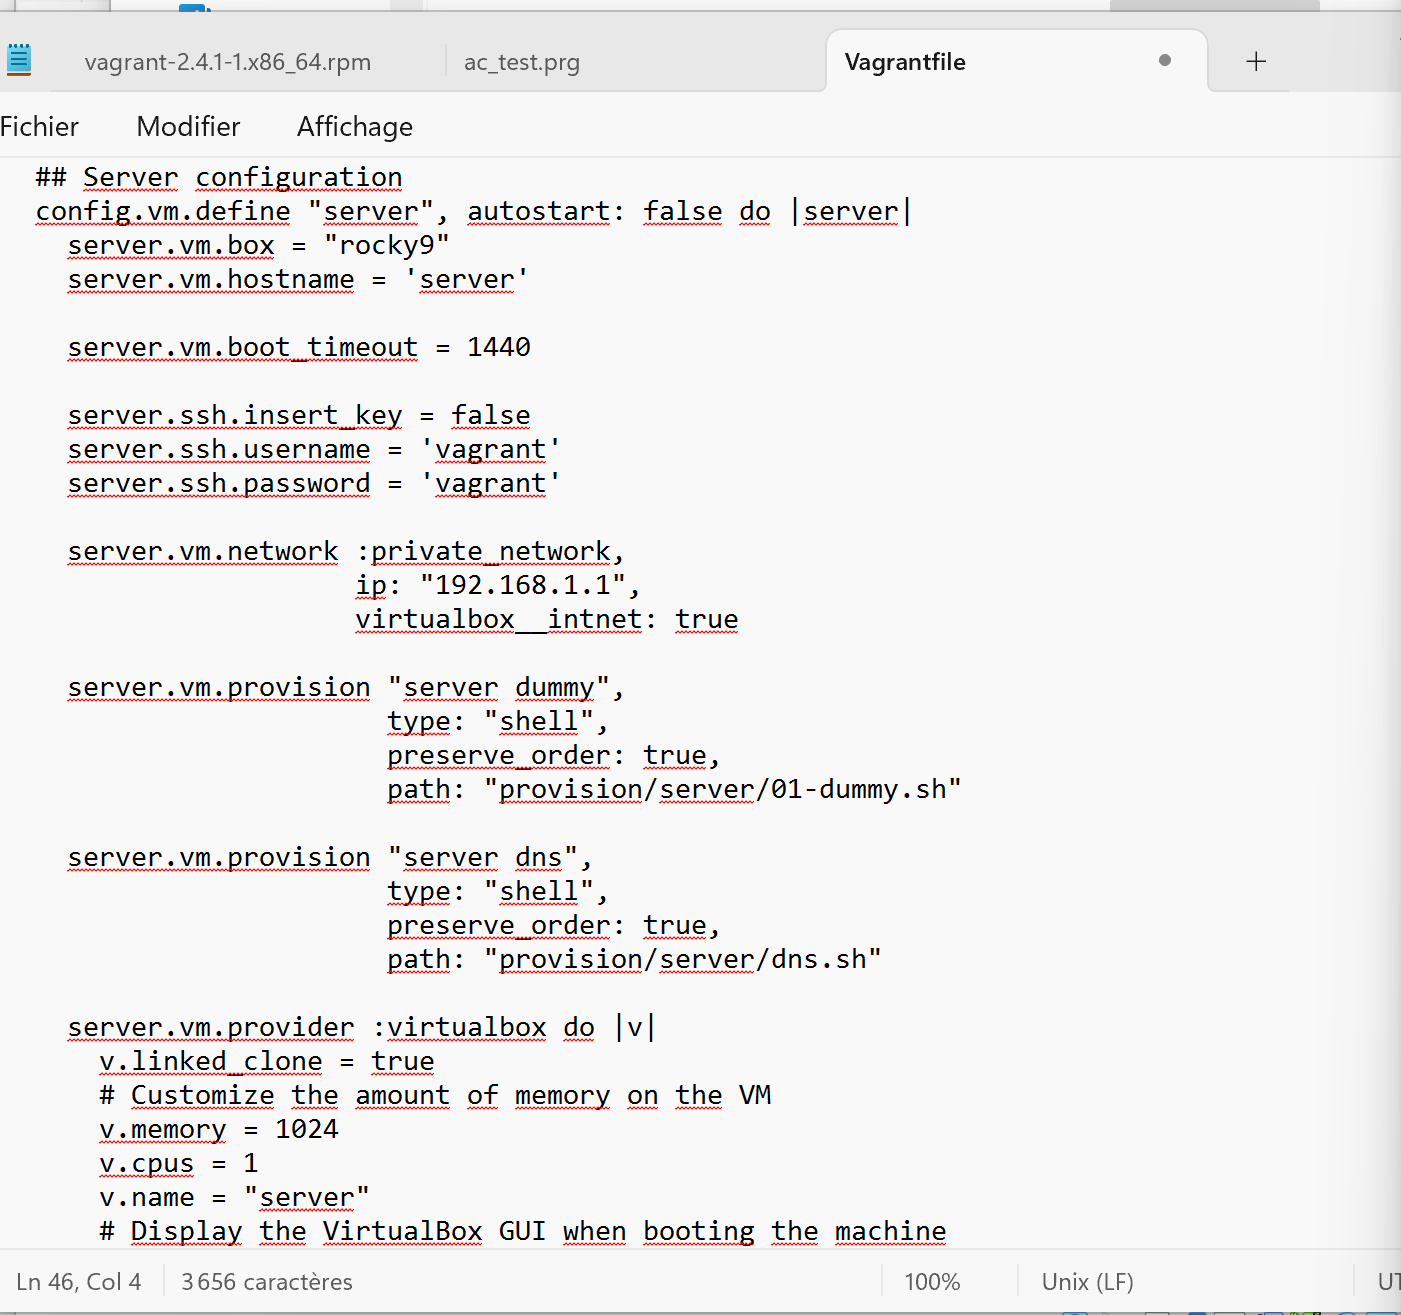 vagrant-2.4.1-1.x86_64.rpm ac_test.prg Vagrantfile
Fichier Modifier Affichage
## Server configuration
config.vm.define "server", autostart: false do |server|
  server.vm.box = "rocky9"
  server.vm.hostname = 'server'

  server.vm.boot_timeout = 1440

  server.ssh.insert_key = false
  server.ssh.username = 'vagrant'
  server.ssh.password = 'vagrant'

  server.vm.network :private_network,
                    ip: "192.168.1.1",
                    virtualbox__intnet: true

  server.vm.provision "server dummy",
                      type: "shell",
                      preserve_order: true,
                      path: "provision/server/01-dummy.sh"

  server.vm.provision "server dns",
                      type: "shell",
                      preserve_order: true,
                      path: "provision/server/dns.sh"

  server.vm.provider :virtualbox do |v|
    v.linked_clone = true
    # Customize the amount of memory on the VM
    v.memory = 1024
    v.cpus = 1
    v.name = "server"
    # Display the VirtualBox GUI when booting the machine
Ln 46, Col 4 3 656 caractères 100% Unix (LF)